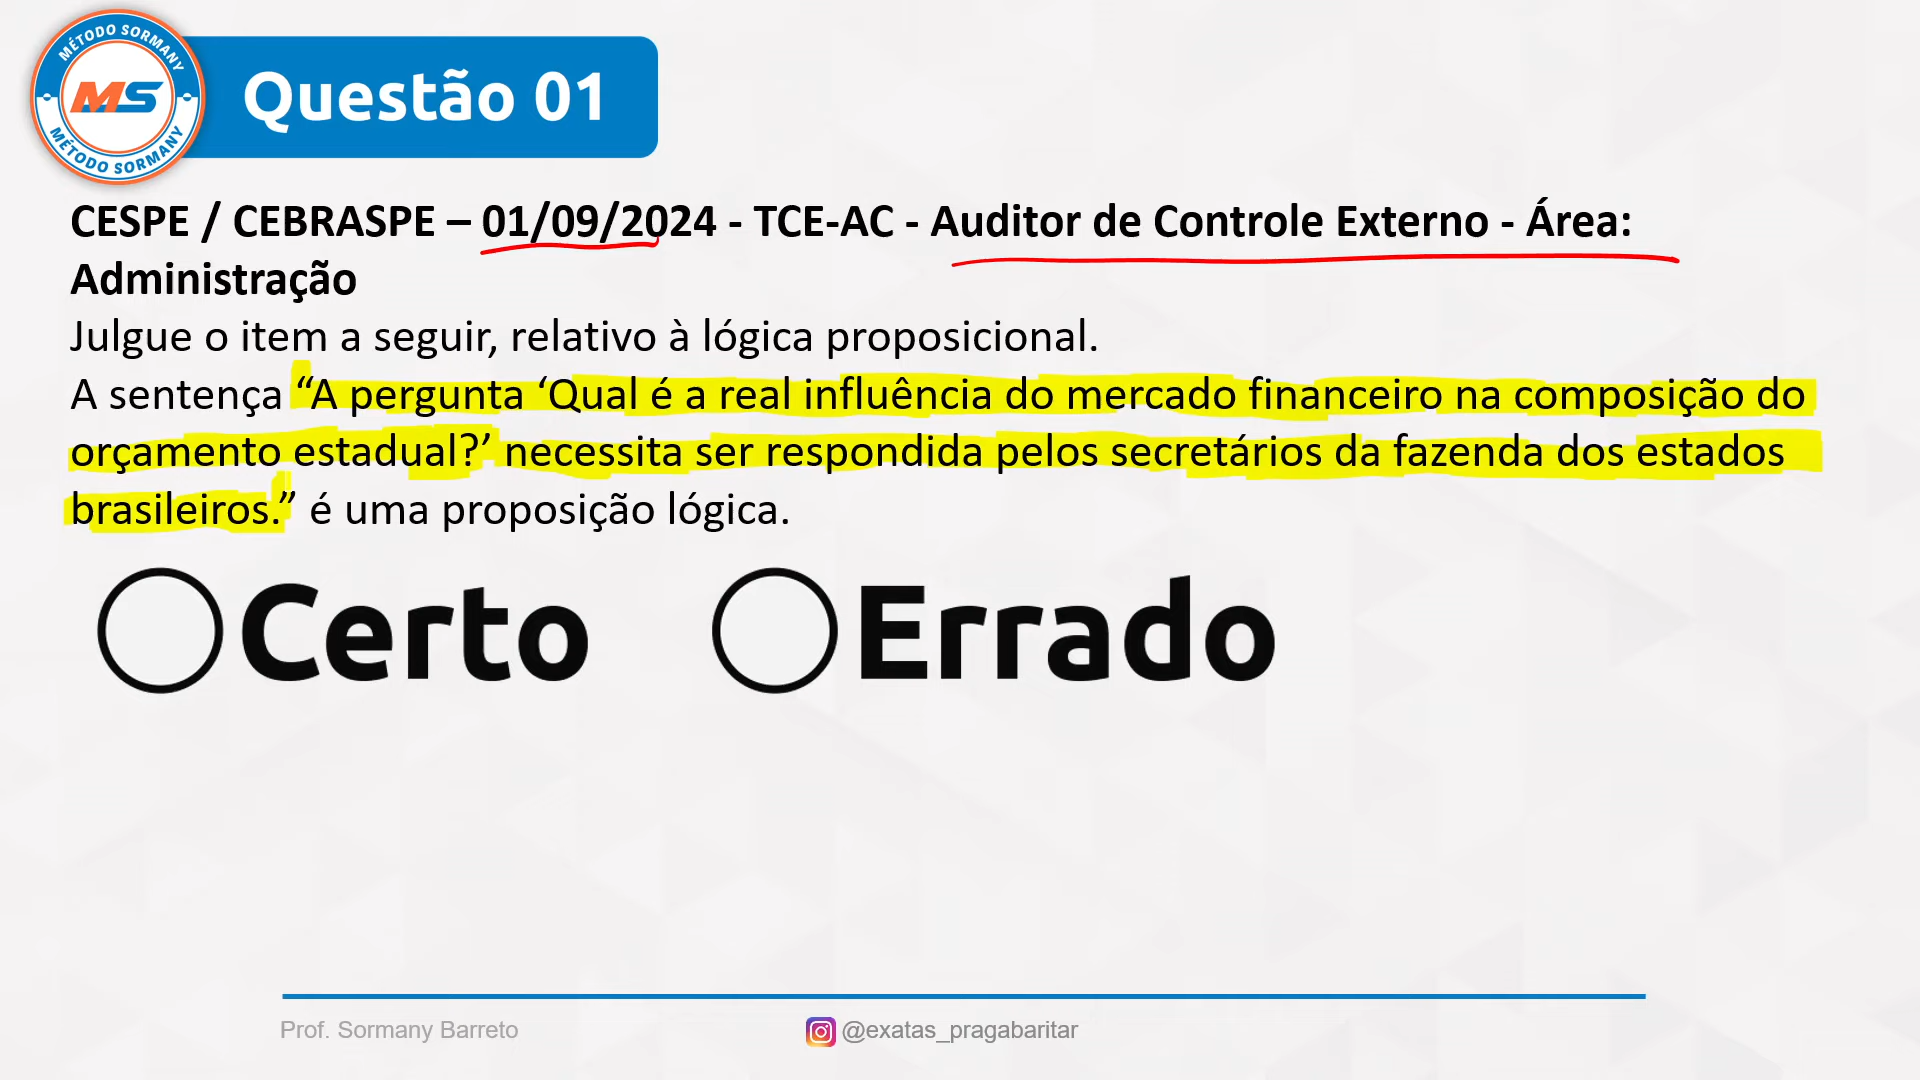 MÉTODO SORMANY
MS
MÉTODO SORMANY
Questão 01
CESPE / CEBRASPE – 01/09/2024 - TCE-AC - Auditor de Controle Externo - Área:
Administração
Julgue o item a seguir, relativo à lógica proposicional.
A sentença “A pergunta ‘Qual é a real influência do mercado financeiro na composição do
orçamento estadual?’ necessita ser respondida pelos secretários da fazenda dos estados
brasileiros.” é uma proposição lógica.
Certo Errado
Prof. Sormany Barreto @exatas_pragabaritar